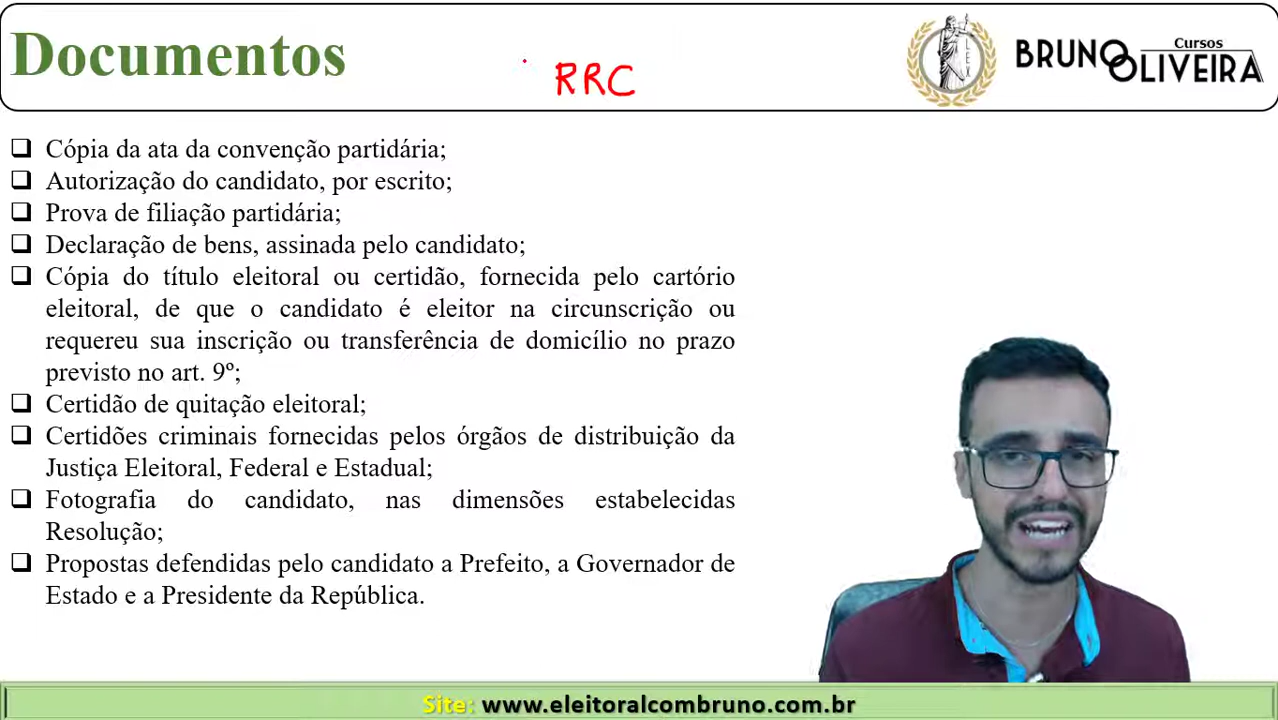 Documentos
RRC
Cursos
BRUNO
OLIVEIRA
LEX
❑ Cópia da ata da convenção partidária;
❑ Autorização do candidato, por escrito;
❑ Prova de filiação partidária;
❑ Declaração de bens, assinada pelo candidato;
❑ Cópia do título eleitoral ou certidão, fornecida pelo cartório
eleitoral, de que o candidato é eleitor na circunscrição ou
requereu sua inscrição ou transferência de domicílio no prazo
previsto no art. 9º;
❑ Certidão de quitação eleitoral;
❑ Certidões criminais fornecidas pelos órgãos de distribuição da
Justiça Eleitoral, Federal e Estadual;
❑ Fotografia do candidato, nas dimensões estabelecidas
Resolução;
❑ Propostas defendidas pelo candidato a Prefeito, a Governador de
Estado e a Presidente da República.
Site: www.eleitoralcombruno.com.br